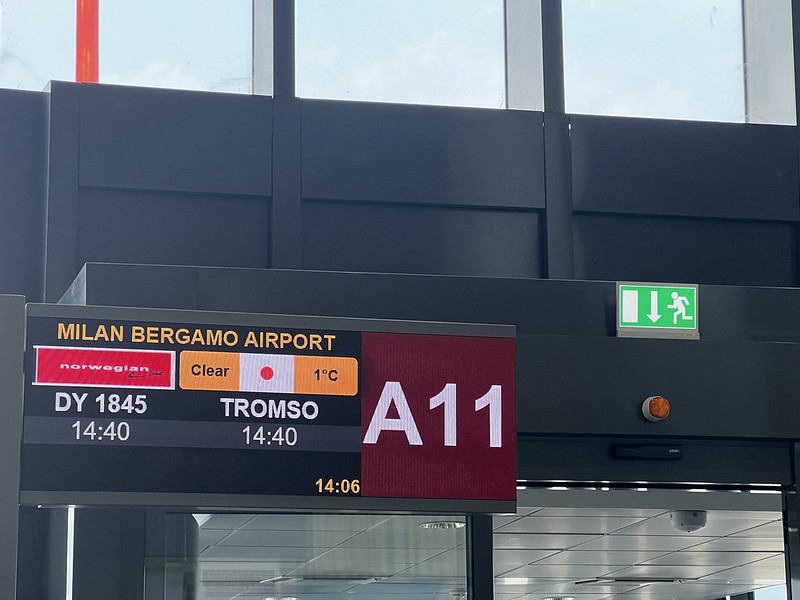 MILAN BERGAMO AIRPORT
norwegian
Clear 1°C
DY 1845 TROMSO
14:40 14:40
14:06
A11